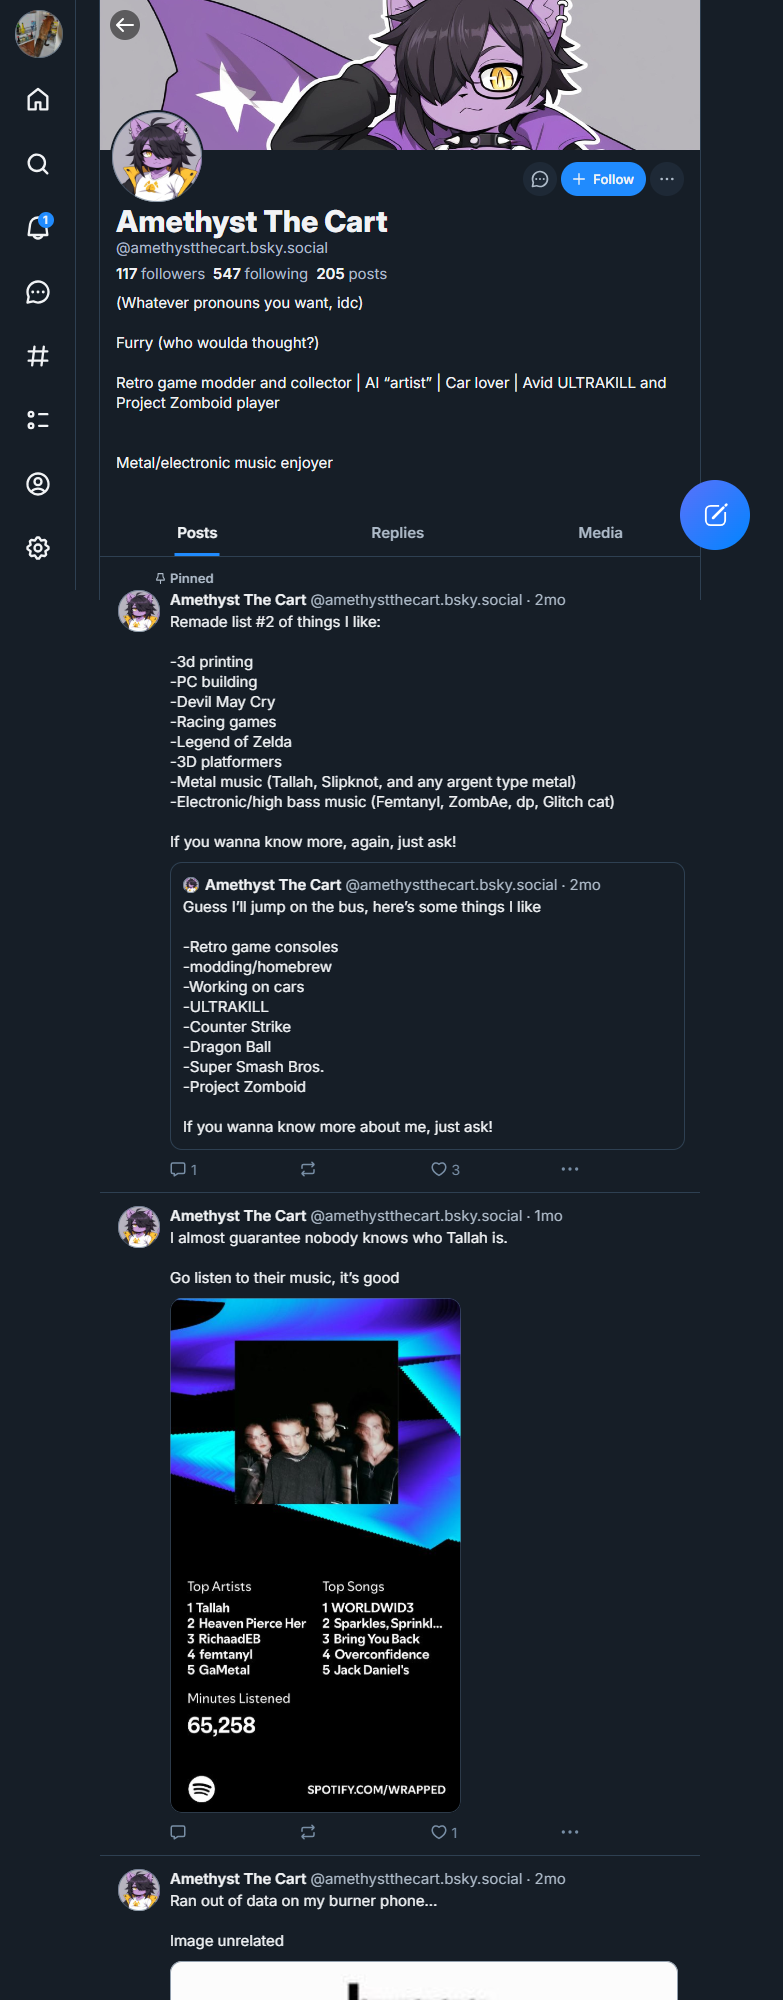 Follow
Amethyst The Cart
@amethystthecart.bsky.social
117 followers 547 following 205 posts
(Whatever pronouns you want, idc)
Furry (who woulda thought?)
Retro game modder and collector | AI “artist” | Car lover | Avid ULTRAKILL and
Project Zomboid player
Metal/electronic music enjoyer
1
Posts Replies Media
Pinned
Amethyst The Cart @amethystthecart.bsky.social · 2mo
Remade list #2 of things I like:
-3d printing
-PC building
-Devil May Cry
-Racing games
-Legend of Zelda
-3D platformers
-Metal music (Tallah, Slipknot, and any argent type metal)
-Electronic/high bass music (Femtanyl, ZombAe, dp, Glitch cat)
If you wanna know more, again, just ask!
Amethyst The Cart @amethystthecart.bsky.social · 2mo
Guess I’ll jump on the bus, here’s some things I like
-Retro game consoles
-modding/homebrew
-Working on cars
-ULTRAKILL
-Counter Strike
-Dragon Ball
-Super Smash Bros.
-Project Zomboid
If you wanna know more about me, just ask!
1 3
Amethyst The Cart @amethystthecart.bsky.social · 1mo
I almost guarantee nobody knows who Tallah is.
Go listen to their music, it’s good
Top Artists
1 Tallah
2 Heaven Pierce Her
3 RichaadEB
4 femtanyl
5 GaMetal
Top Songs
1 WORLDWID3
2 Sparkles, Sprinkl...
3 Bring You Back
4 Overconfidence
5 Jack Daniel's
Minutes Listened
65,258
SPOTIFY.COM/WRAPPED
1
Amethyst The Cart @amethystthecart.bsky.social · 2mo
Ran out of data on my burner phone...
Image unrelated